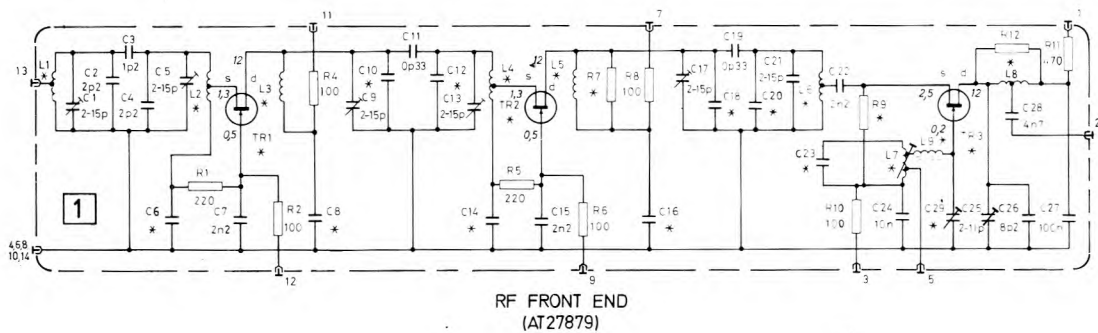 11 7 1
C3 1p2
C11 0p33
C19 0p33
R12 *
R11 470
L1 *
13
C1 2-15p
C2 2p2
C4 2p2
C5 2-15p
L2 *
s d
12
1,3
0,5
TR1 *
L3
R4 100
C9 2-15p
C10 *
C12 *
C13 2-15p
L4 *
TR2 *
s d
12
1,3
0,5
L5 *
R7 *
R8 100
C17 2-15p
C18 *
C20 *
C21 2-15p
L6 *
C22 2n2
R9 *
s d
2,5 12
0,2
TR3 *
L8
C28 4n7
2
C23 *
L7 *
L9
1
R1 220
C6 *
C7 2n2
R2 100
C8 *
R5 220
C14 *
C15 2n2
R6 100
C16 *
R10 100
C24 10n
C29 *
C25 2-11p
C26 8p2
C27 100n
4,6,8
10,14
12 9 3 5
RF FRONT END
(AT27879)